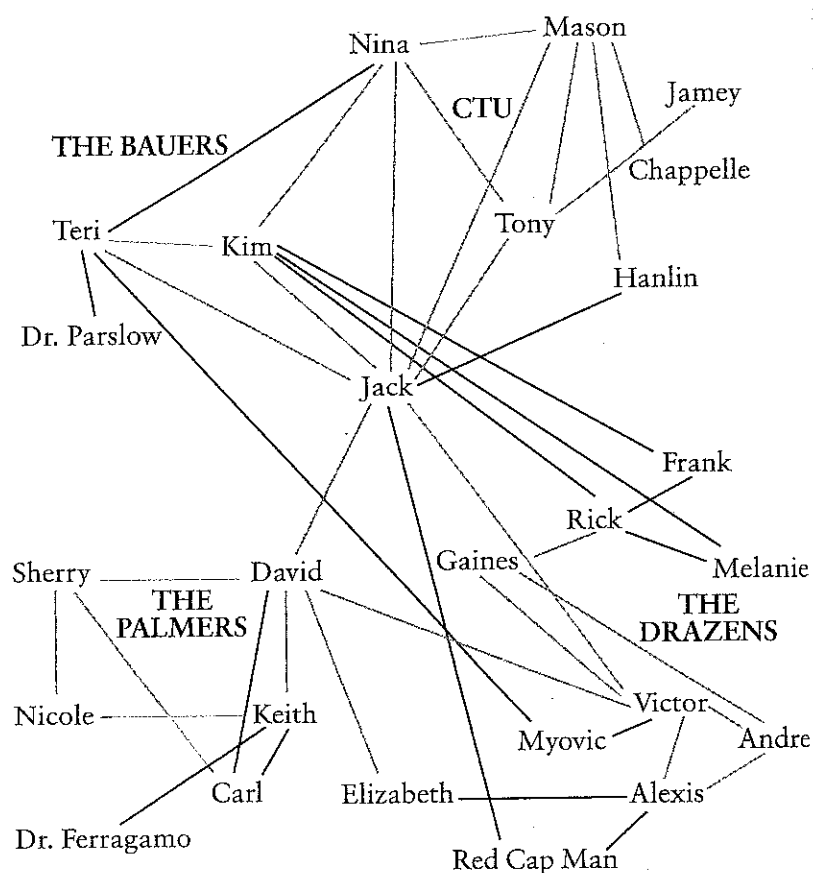 Mason
Nina
CTU
Jamey
THE BAUERS
Chappelle
Teri
Kim
Tony
Hanlin
Dr. Parslow
Jack
Frank
Rick
Gaines
Melanie
Sherry
David
THE
PALMERS
THE
DRAZENS
Nicole
Keith
Victor
Myovic
Andre
Carl
Elizabeth
Alexis
Dr. Ferragamo
Red Cap Man